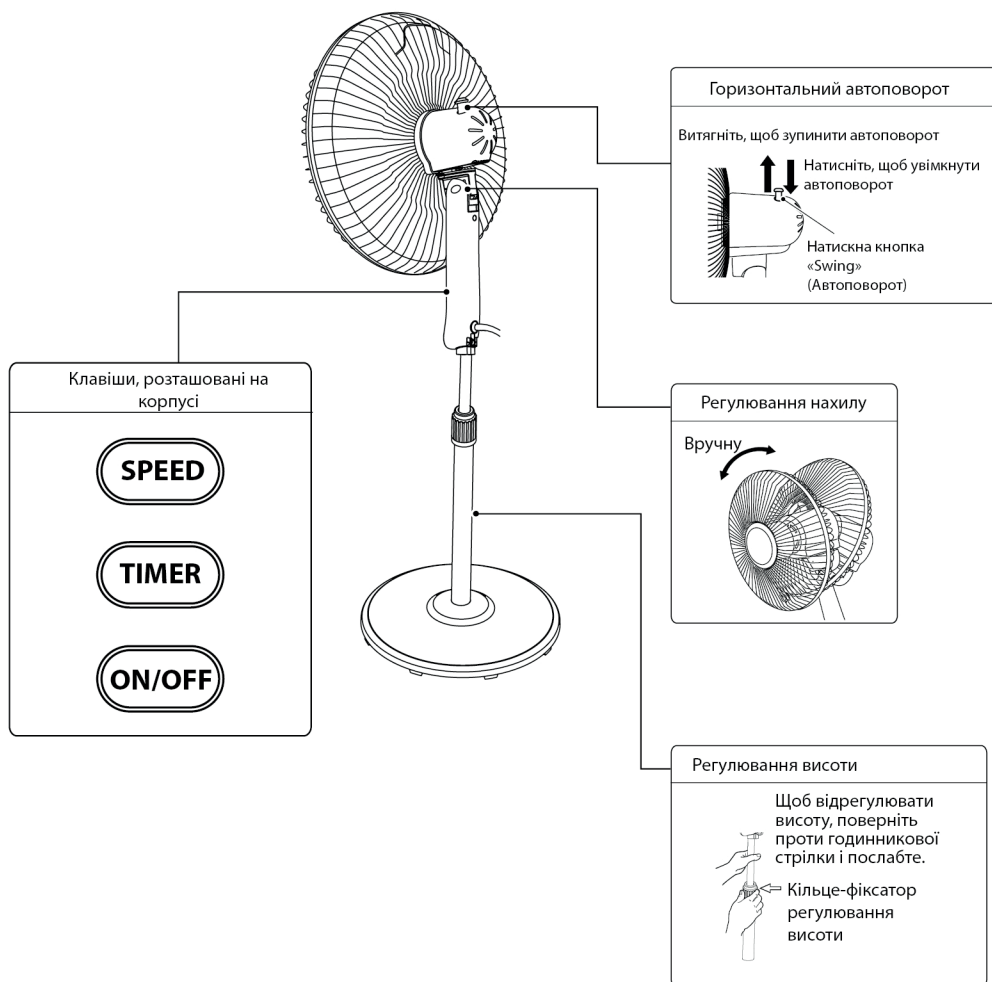 Горизонтальний автоповорот
Витягніть, щоб зупинити автоповорот
Натисніть, щоб увімкнути
автоповорот
Натискна кнопка
«Swing»
(Автоповорот)
Клавіши, розташовані на
корпусі
SPEED
TIMER
ON/OFF
Регулювання нахилу
Вручну
Регулювання висоти
Щоб відрегулювати
висоту, поверніть
проти годинникової
стрілки і послабте.
Кільце-фіксатор
регулювання
висоти